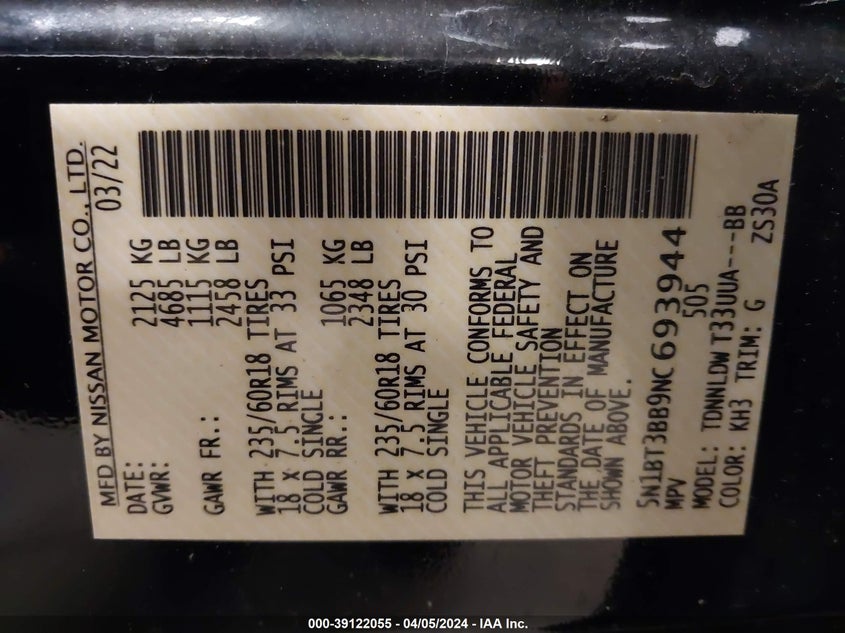 MFD BY NISSAN MOTOR CO., LTD.
DATE: 03/22
GVWR: 2125 KG
4685 LB
GAWR FR.: 1115 KG
2458 LB
WITH 235/60R18 TIRES
18 X 7.5 RIMS AT 33 PSI
COLD SINGLE
GAWR RR.: 1065 KG
2348 LB
WITH 235/60R18 TIRES
18 X 7.5 RIMS AT 30 PSI
COLD SINGLE
THIS VEHICLE CONFORMS TO
ALL APPLICABLE FEDERAL
MOTOR VEHICLE SAFETY AND
THEFT PREVENTION
STANDARDS IN EFFECT ON
THE DATE OF MANUFACTURE
SHOWN ABOVE.
5N1BT3BB9NC693944
MPV 505
MODEL: TDNNLDW T33UUA---BB
COLOR: KH3 TRIM: G ZS30A
000-39122055 - 04/05/2024 - IAA Inc.